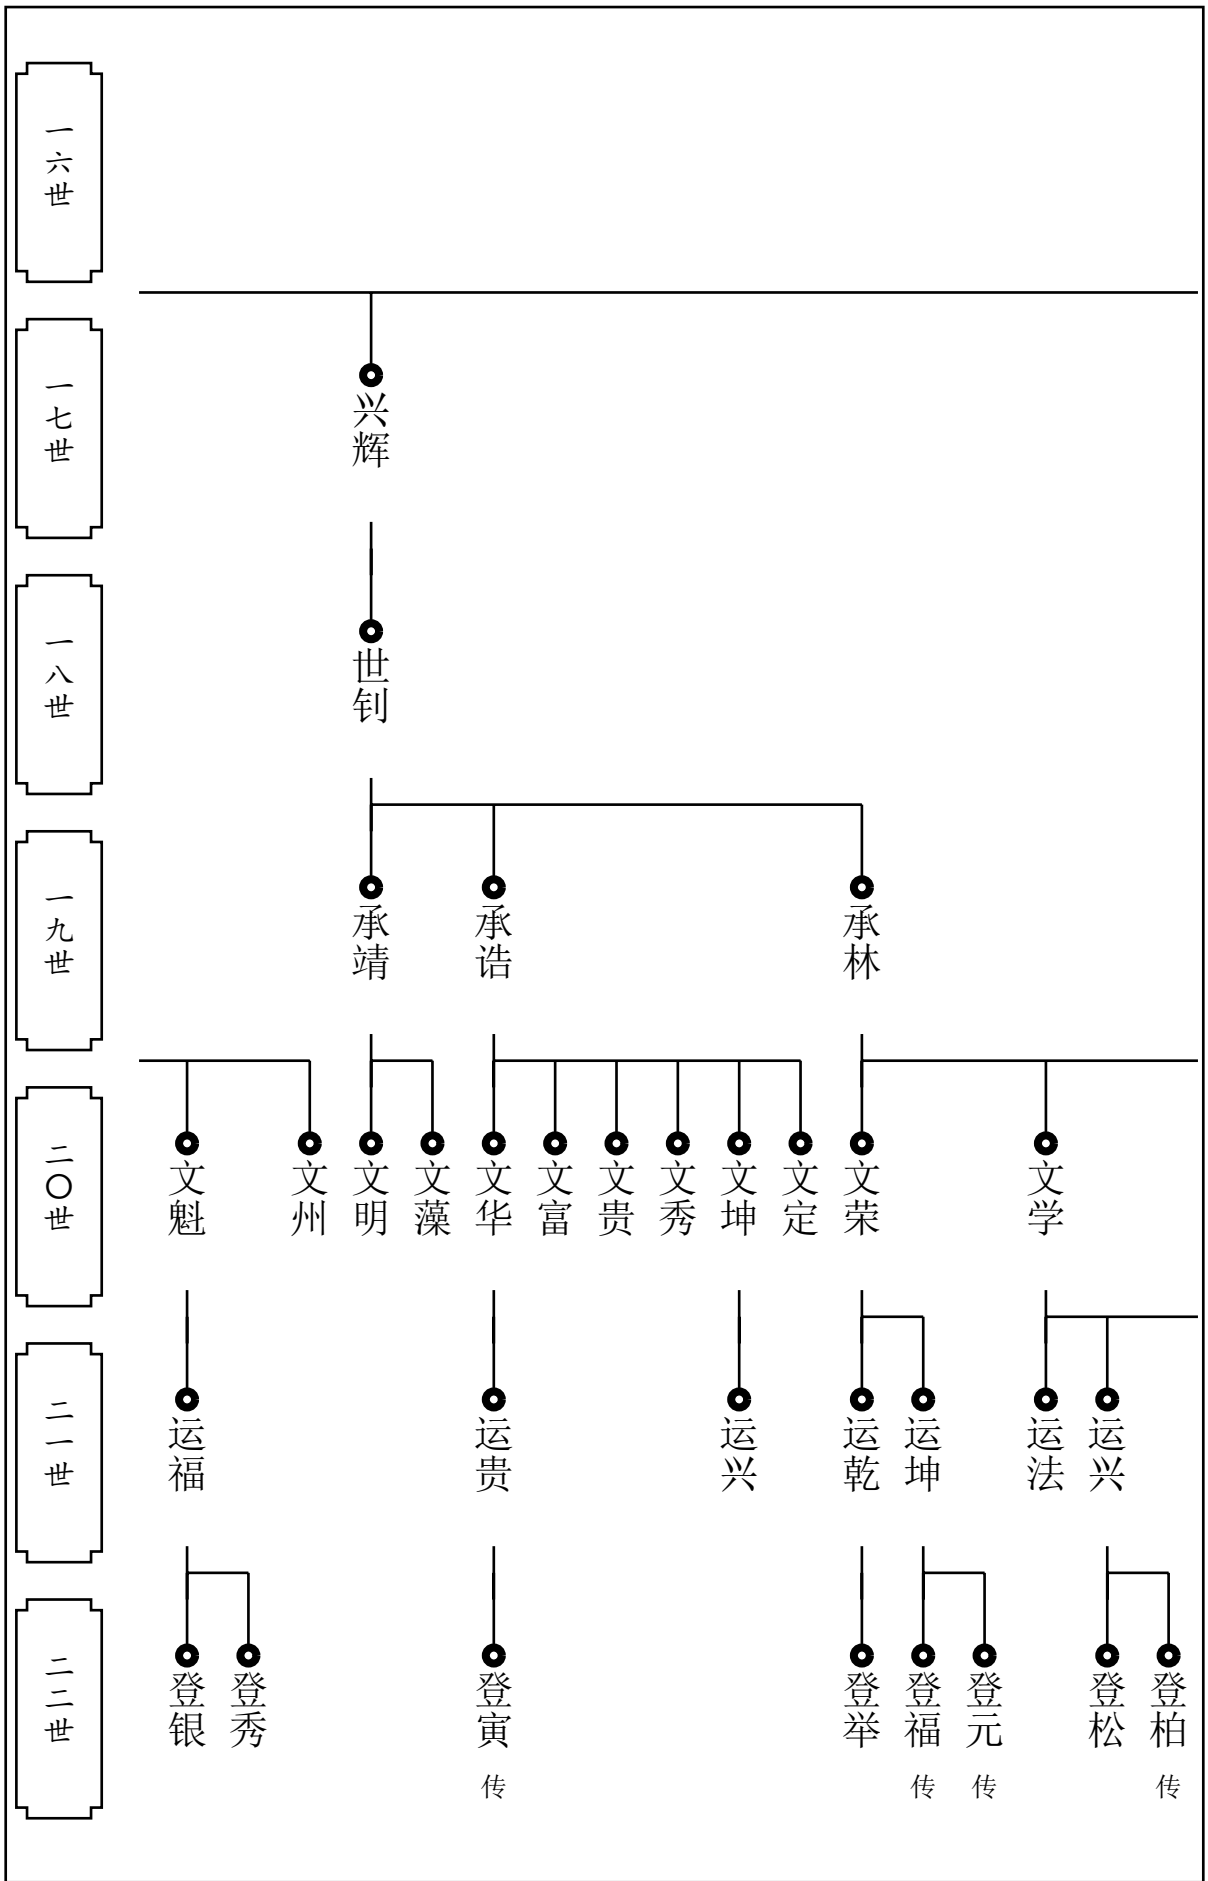 一六世
一七世
兴辉
一八世
世钊
一九世
承靖
承诰
承林
二〇世
文魁
文州
文明
文藻
文华
文富
文贵
文秀
文坤
文定
文荣
文学
二一世
运福
运贵
运兴
运乾
运坤
运法
运兴
二二世
登银
登秀
登寅
传
登举
登福
传
登元
传
登松
登柏
传